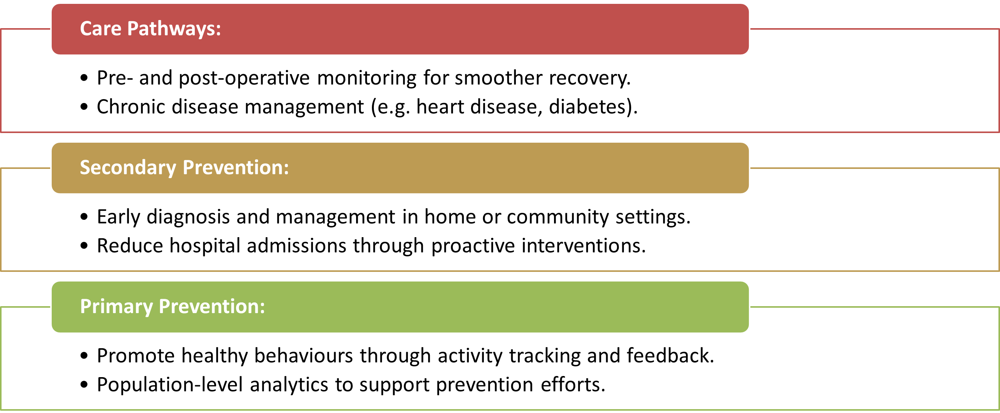 Care Pathways:
• Pre- and post-operative monitoring for smoother recovery.
• Chronic disease management (e.g. heart disease, diabetes).
Secondary Prevention:
• Early diagnosis and management in home or community settings.
• Reduce hospital admissions through proactive interventions.
Primary Prevention:
• Promote healthy behaviours through activity tracking and feedback.
• Population-level analytics to support prevention efforts.